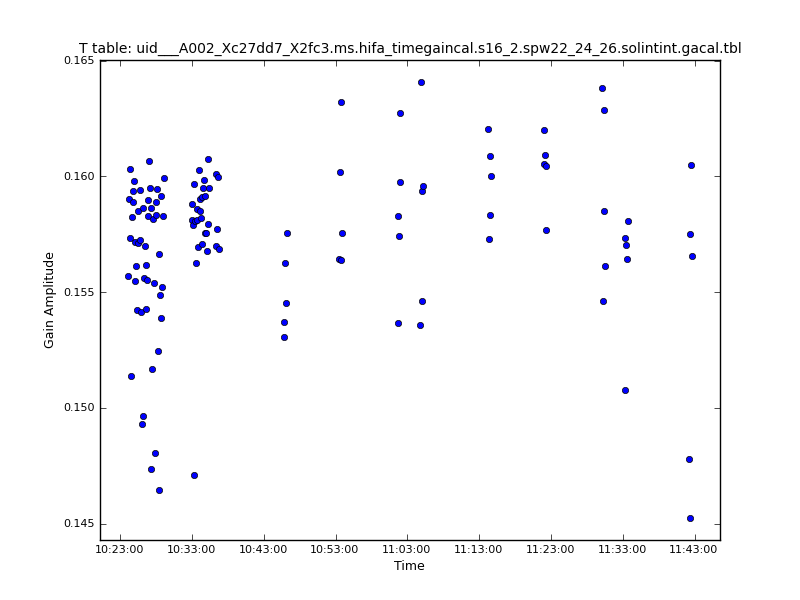 T table: uid___A002_Xc27dd7_X2fc3.ms.hifa_timegaincal.s16_2.spw22_24_26.solintint.gacal.tbl
0.165
0.160
0.155
0.150
0.145
Gain Amplitude
10:23:00 10:33:00 10:43:00 10:53:00 11:03:00 11:13:00 11:23:00 11:33:00 11:43:00
Time